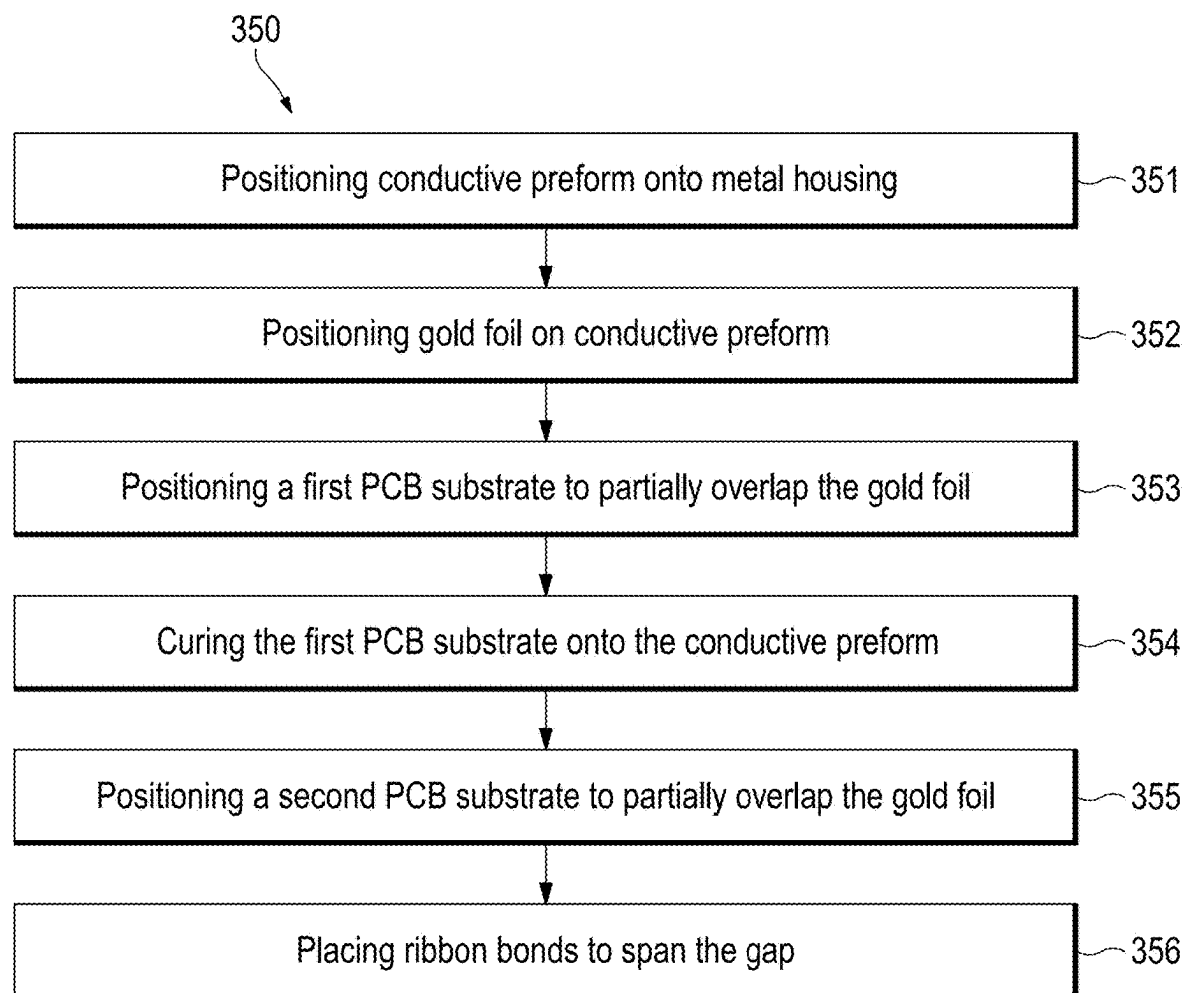 350
Positioning conductive preform onto metal housing
351
Positioning gold foil on conductive preform
352
Positioning a first PCB substrate to partially overlap the gold foil
353
Curing the first PCB substrate onto the conductive preform
354
Positioning a second PCB substrate to partially overlap the gold foil
355
Placing ribbon bonds to span the gap
356